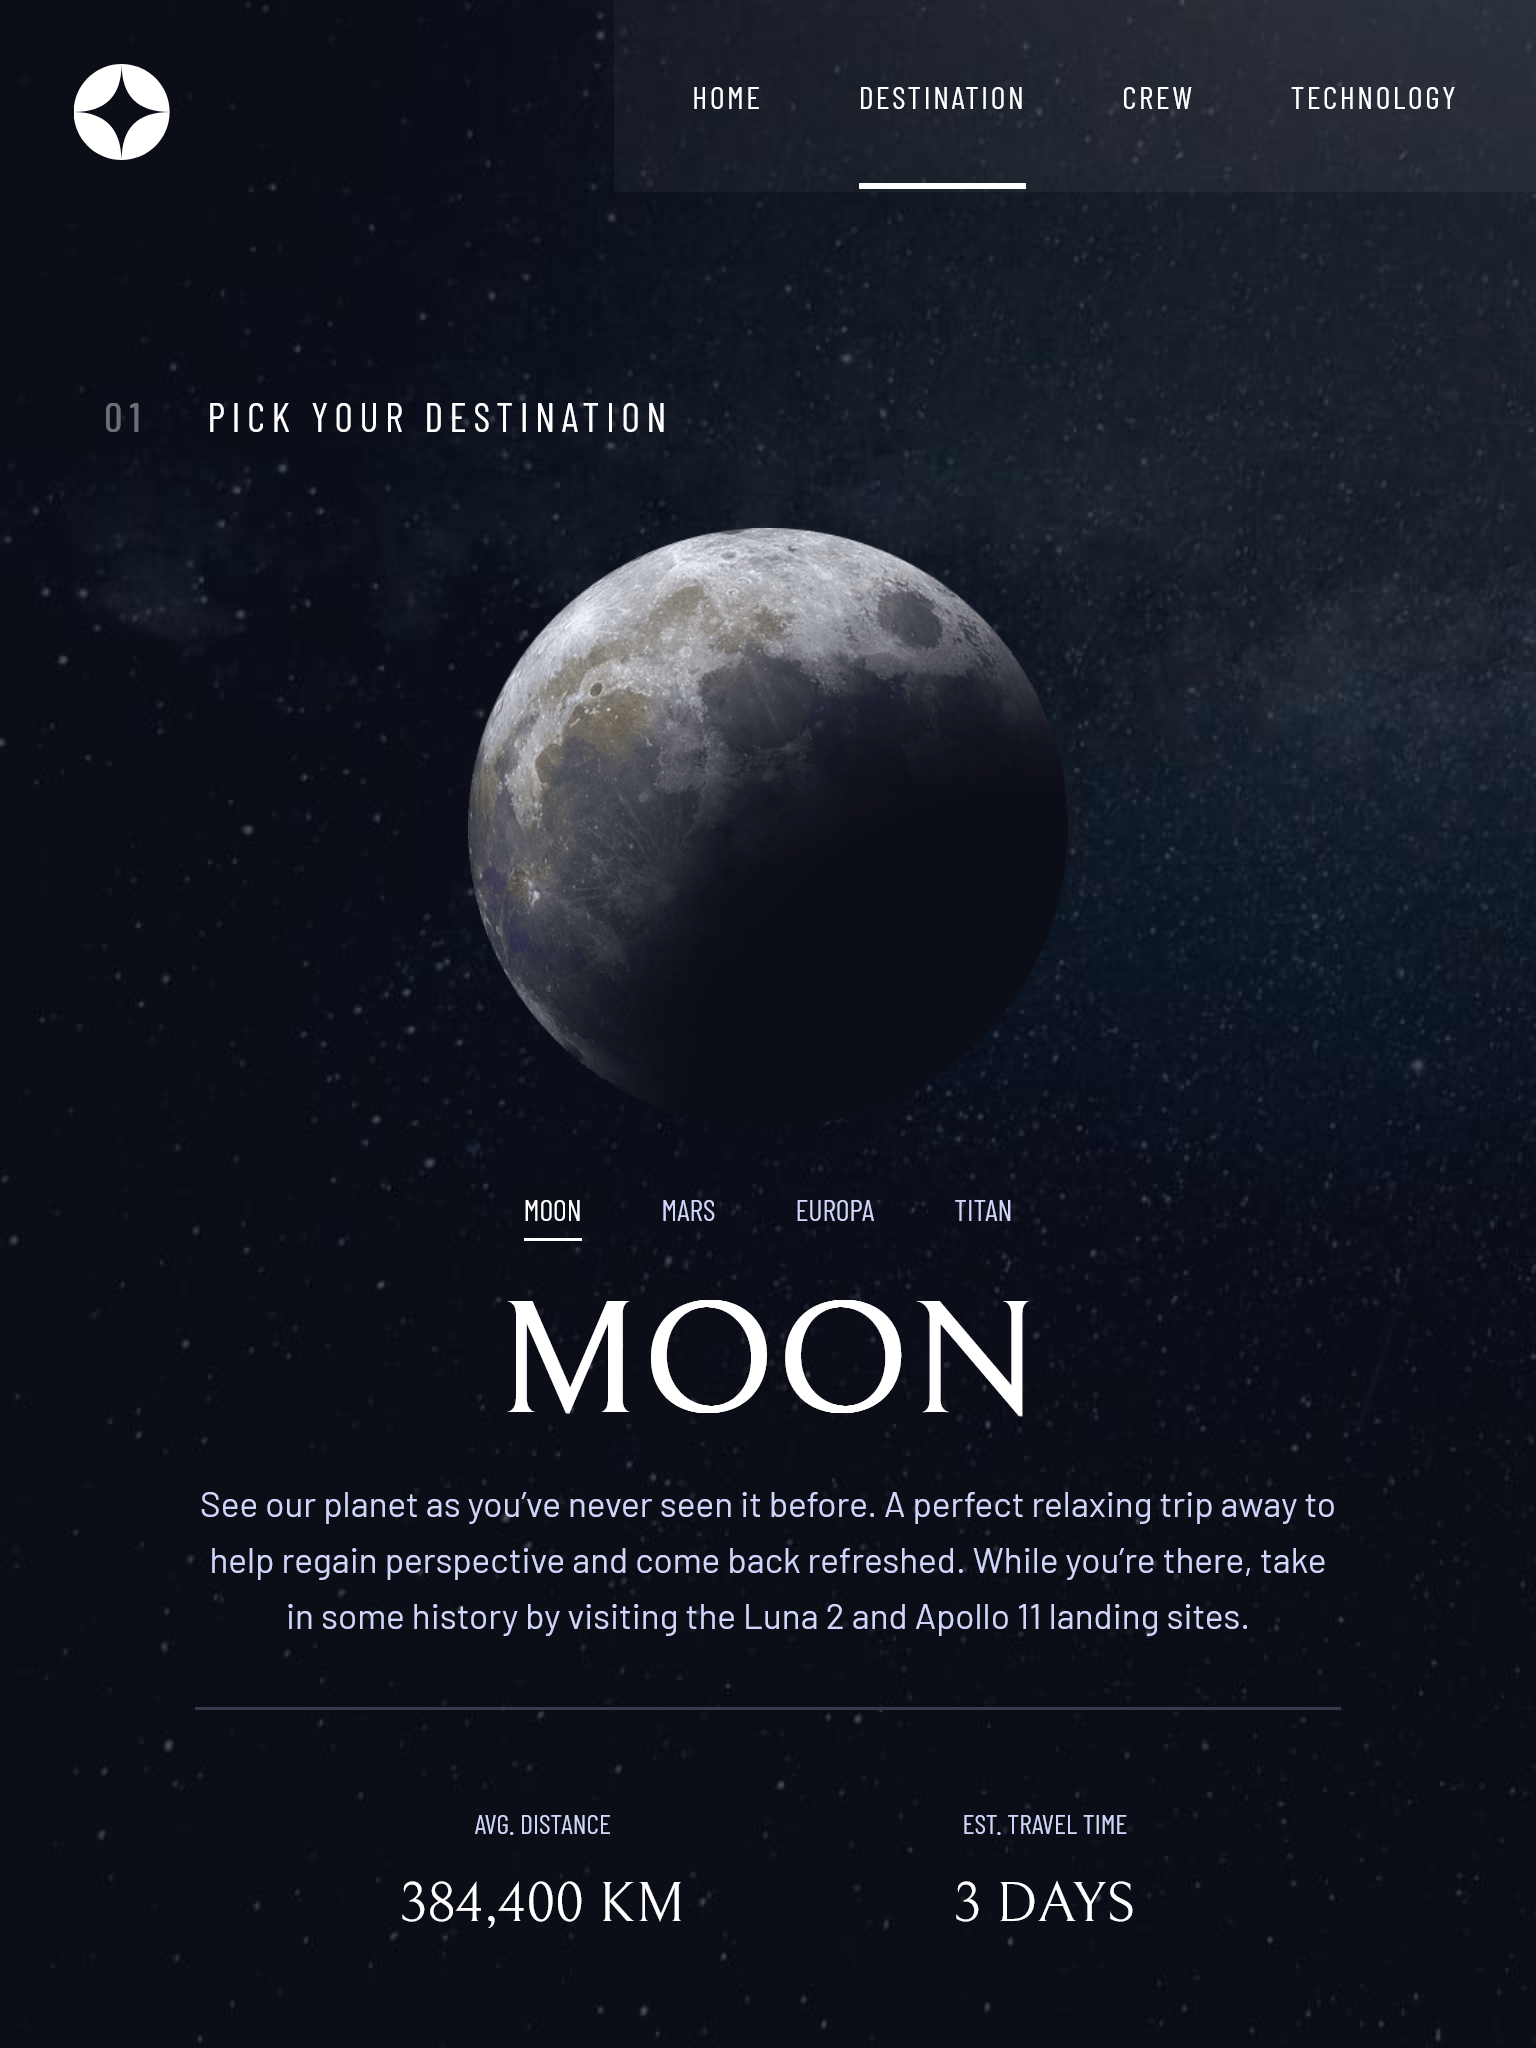 HOME DESTINATION CREW TECHNOLOGY
01 PICK YOUR DESTINATION
MOON MARS EUROPA TITAN
MOON
See our planet as you’ve never seen it before. A perfect relaxing trip away to
help regain perspective and come back refreshed. While you’re there, take
in some history by visiting the Luna 2 and Apollo 11 landing sites.
AVG. DISTANCE
384,400 KM
EST. TRAVEL TIME
3 DAYS